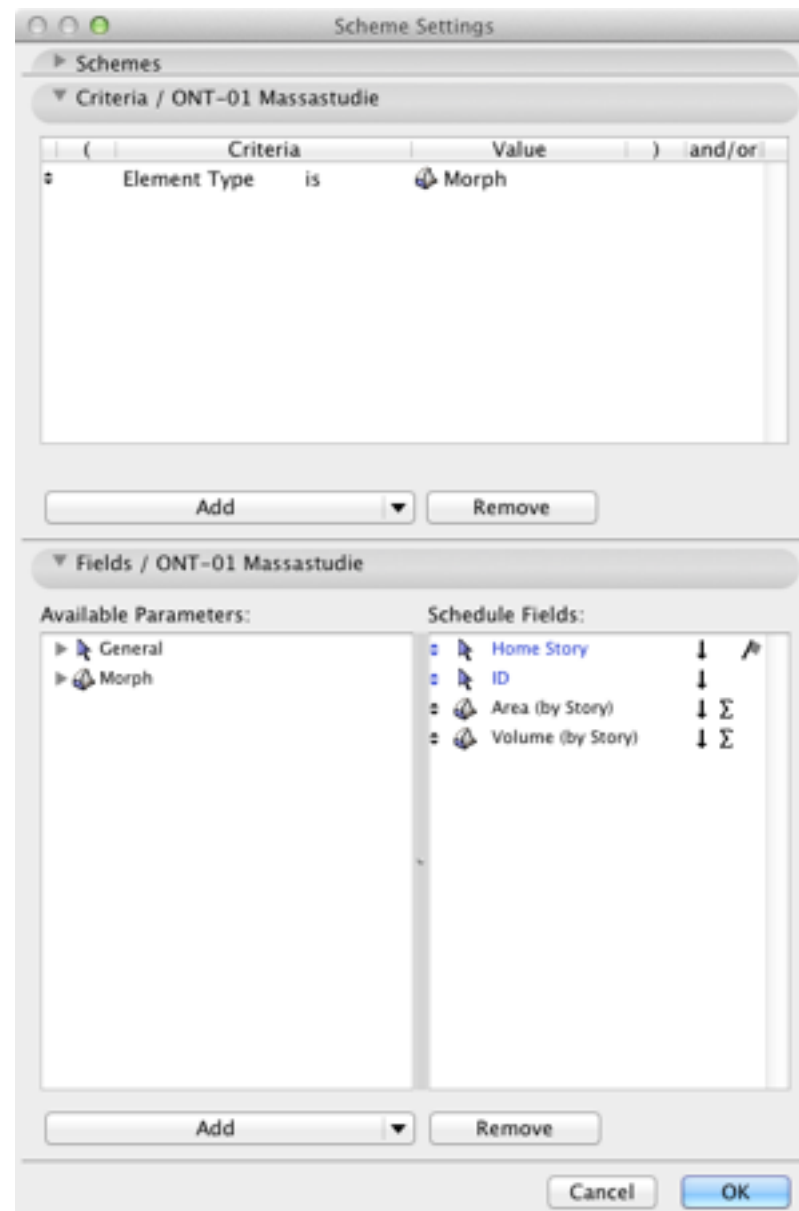 Scheme Settings
Schemes
Criteria / ONT-01 Massastudie
( Criteria Value ) and/or
Element Type is Morph
Add Remove
Fields / ONT-01 Massastudie
Available Parameters: Schedule Fields:
General Home Story
Morph ID
Area (by Story) Σ
Volume (by Story) Σ
Add Remove
Cancel OK